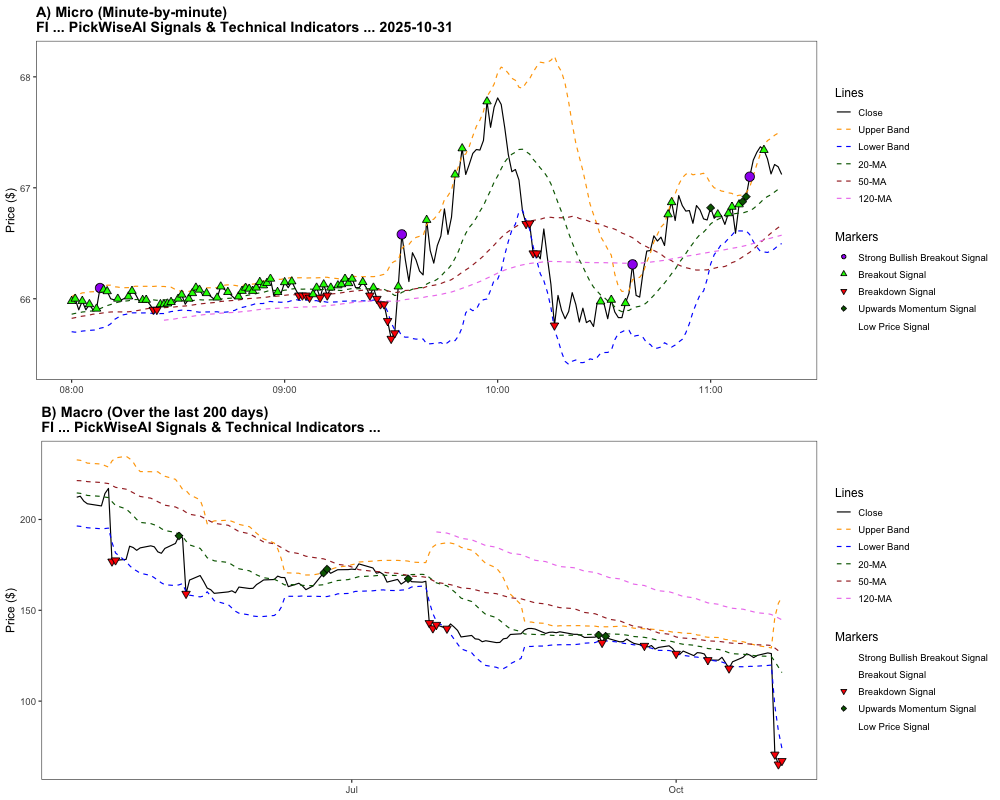 A) Micro (Minute-by-minute)
FI ... PickWiseAI Signals & Technical Indicators ... 2025-10-31
Price ($)
68
67
66
08:00
09:00
10:00
11:00
Lines
Close
Upper Band
Lower Band
20-MA
50-MA
120-MA
Markers
Strong Bullish Breakout Signal
Breakout Signal
Breakdown Signal
Upwards Momentum Signal
Low Price Signal
B) Macro (Over the last 200 days)
FI ... PickWiseAI Signals & Technical Indicators ...
Price ($)
200
150
100
Jul
Oct
Lines
Close
Upper Band
Lower Band
20-MA
50-MA
120-MA
Markers
Strong Bullish Breakout Signal
Breakout Signal
Breakdown Signal
Upwards Momentum Signal
Low Price Signal